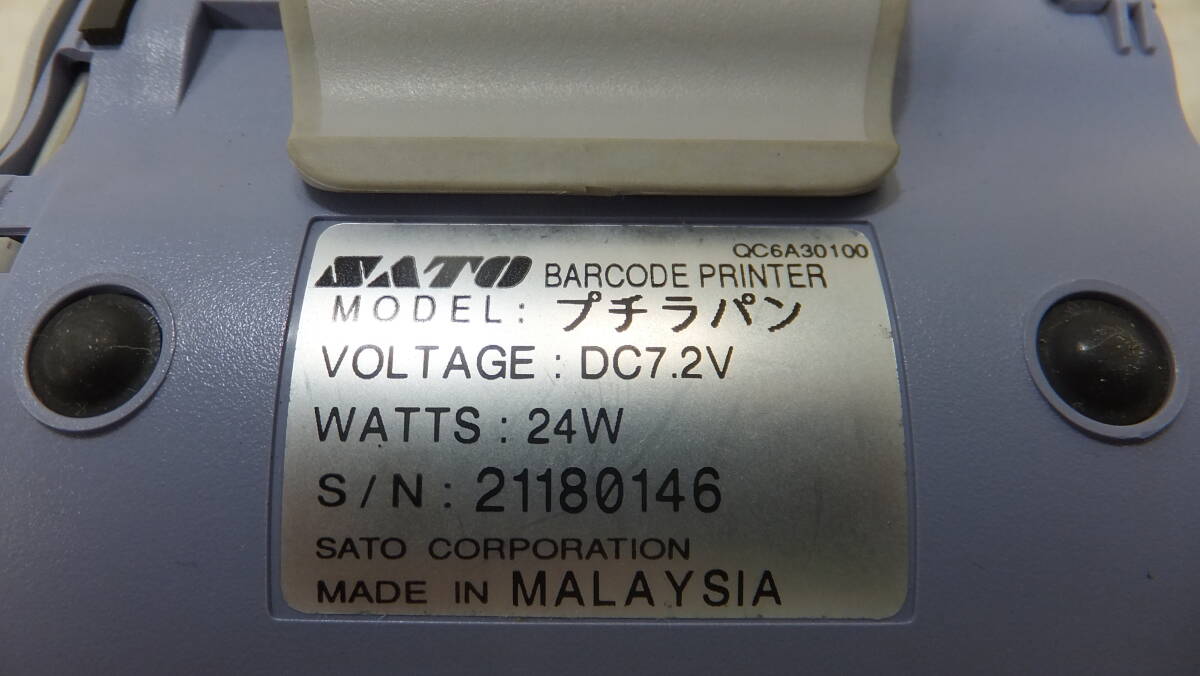 QC6A30100
SATO BARCODE PRINTER
MODEL: プチラパン
VOLTAGE : DC7.2V
WATTS : 24W
S/N : 21180146
SATO CORPORATION
MADE IN MALAYSIA